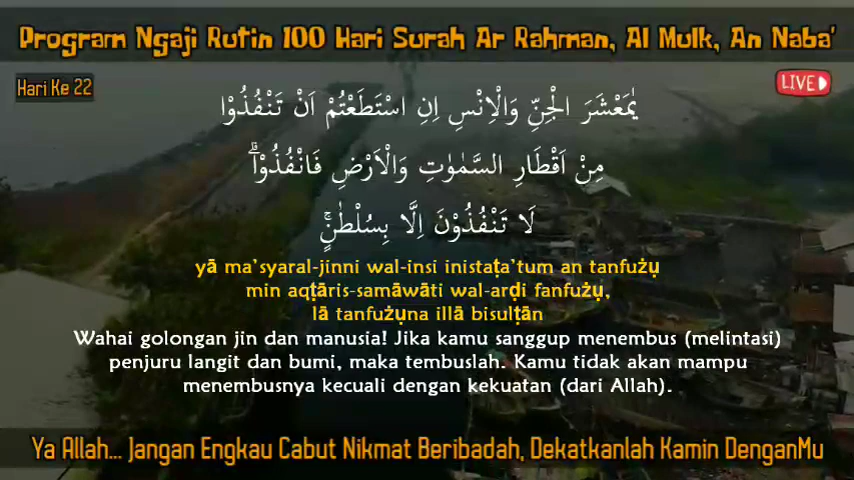 Program Ngaji Rutin 100 Hari Surah Ar Rahman, Al Mulk, An Naba'
Hari Ke 22
LIVE
يٰمَعْشَرَ الْجِنِّ وَالْاِنْسِ اِنِ اسْتَطَعْتُمْ اَنْ تَنْفُذُوْا
مِنْ اَقْطَارِ السَّمٰوٰتِ وَالْاَرْضِ فَانْفُذُوْاۗ
لَا تَنْفُذُوْنَ اِلَّا بِسُلْطٰنٍۚ
yā ma'syaral-jinni wal-insi inistaṭa'tum an tanfużụ
min aqṭāris-samāwāti wal-arḍi fanfużụ,
lā tanfużụna illā bisulṭān
Wahai golongan jin dan manusia! Jika kamu sanggup menembus (melintasi)
penjuru langit dan bumi, maka tembuslah. Kamu tidak akan mampu
menembusnya kecuali dengan kekuatan (dari Allah).
Ya Allah... Jangan Engkau Cabut Nikmat Beribadah, Dekatkanlah Kamin DenganMu